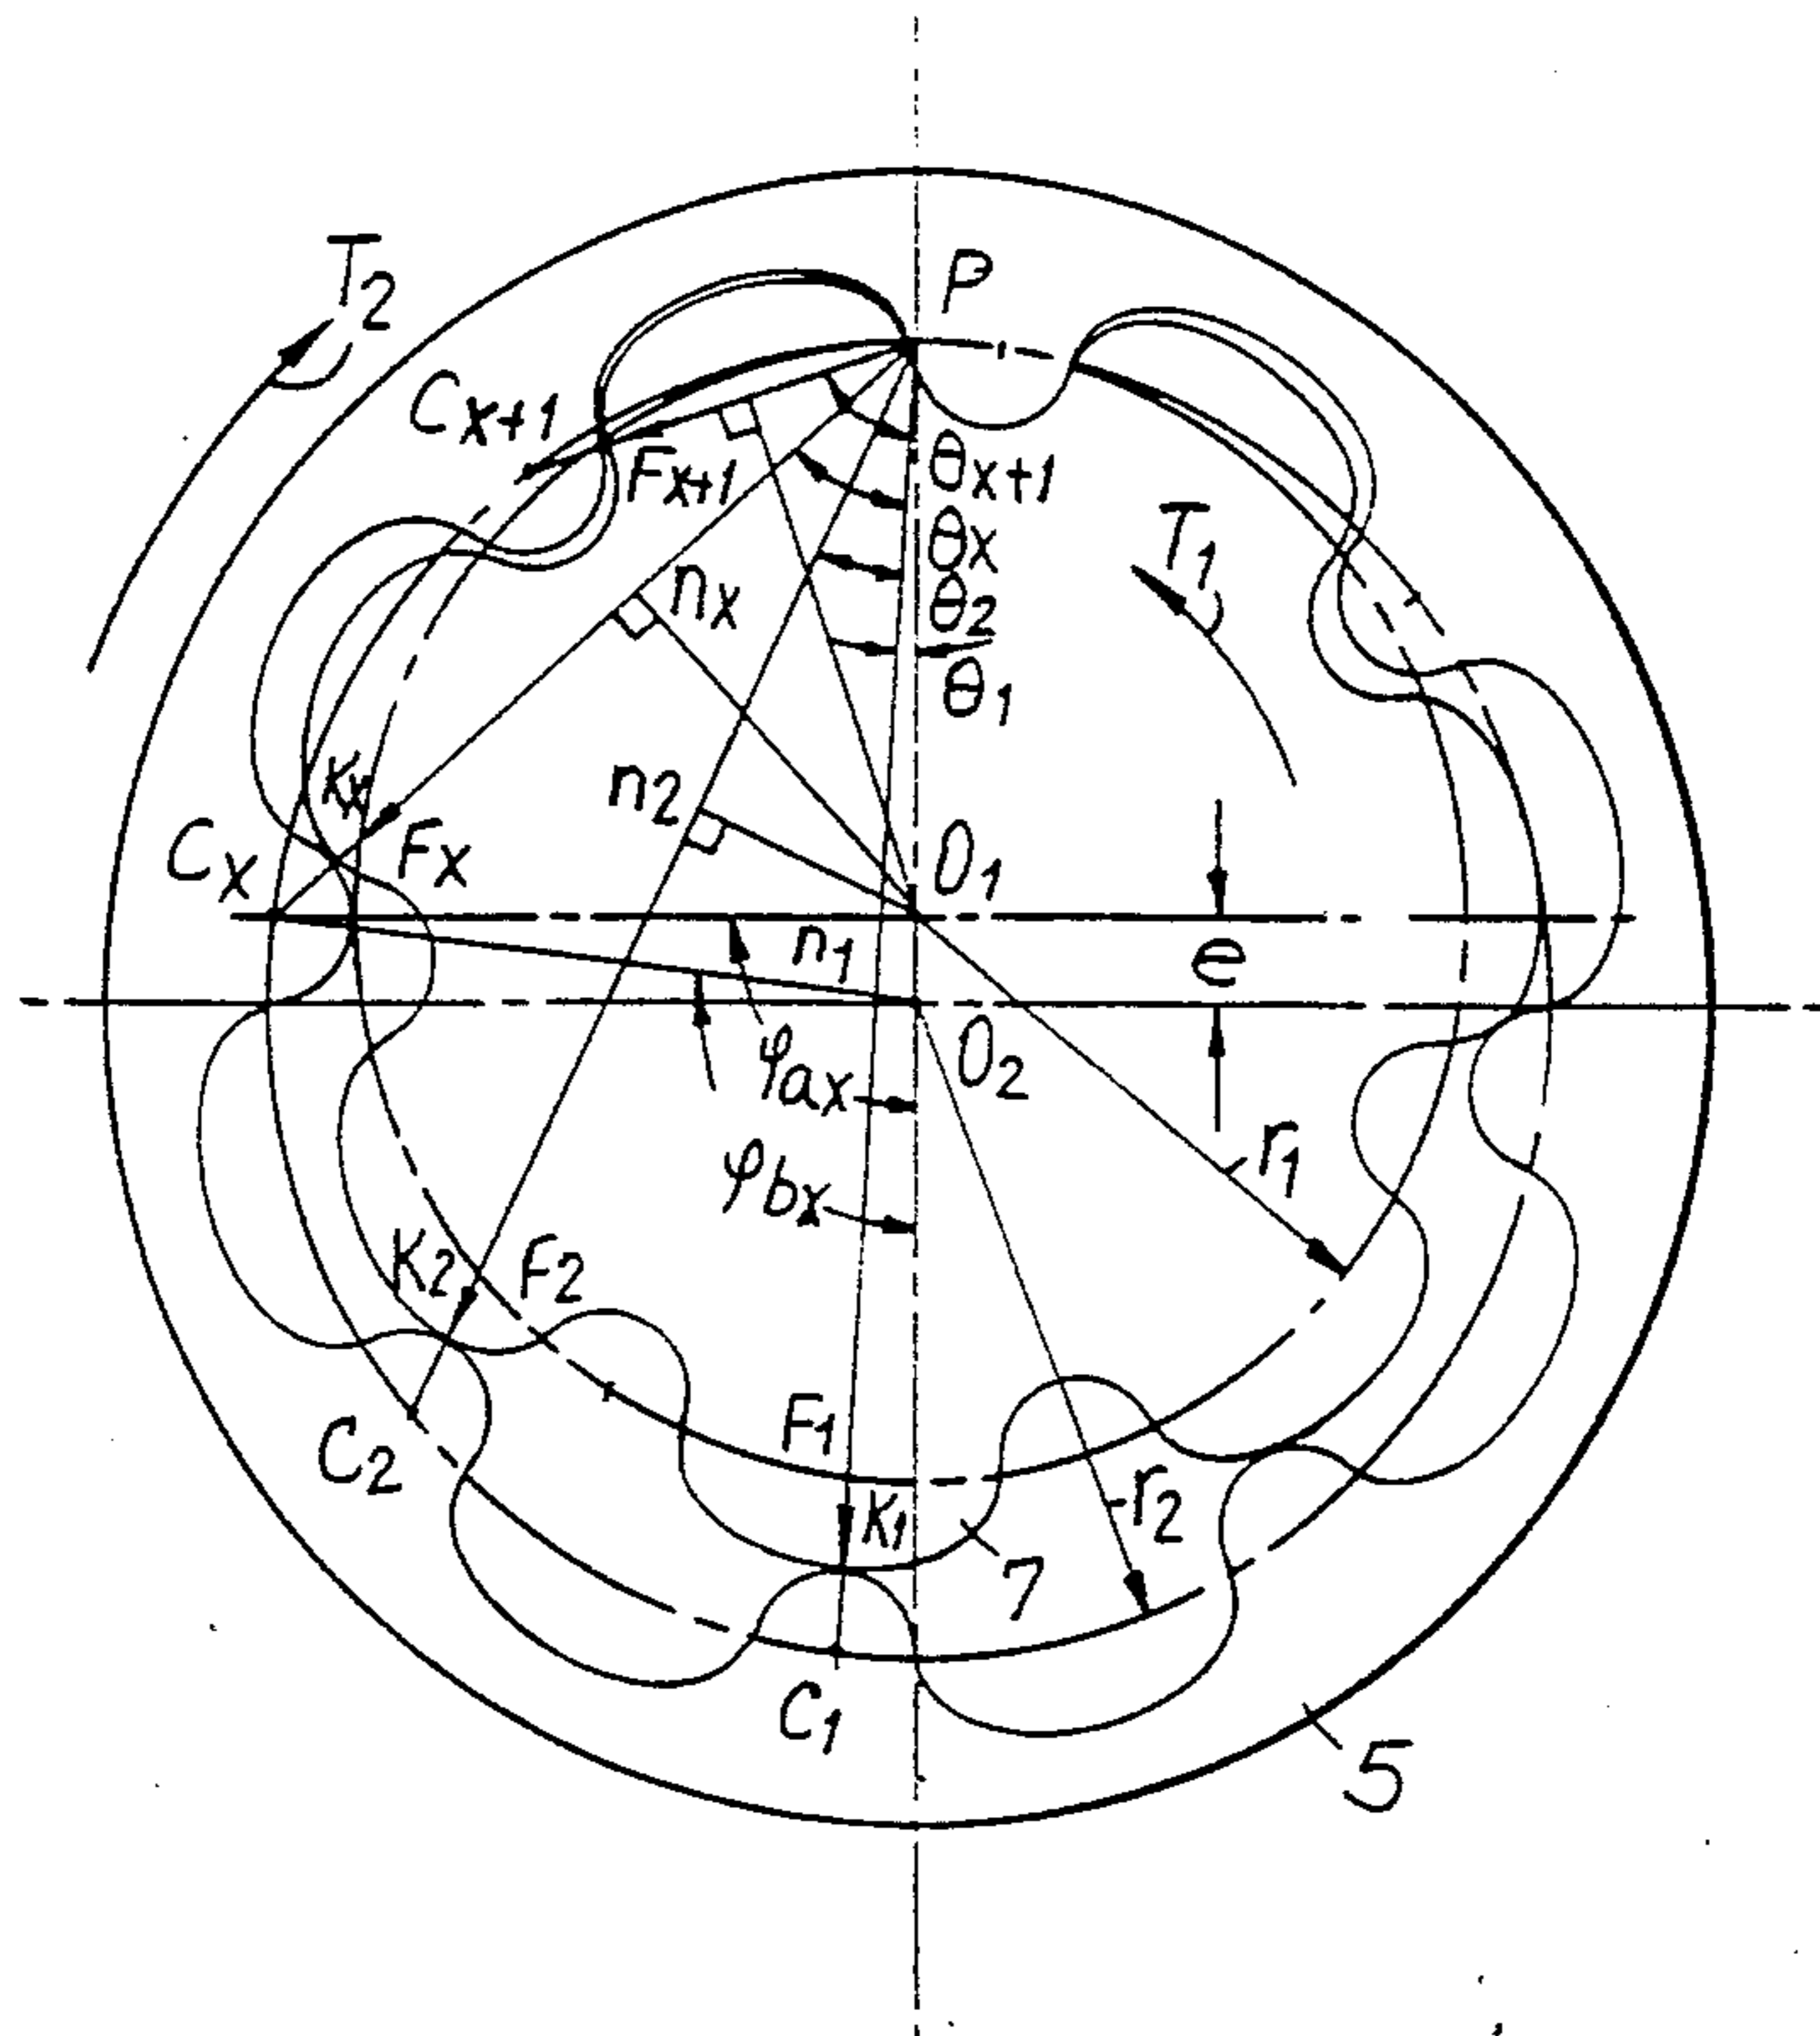 P
T2
Cx+1
Fx+1
θx+1
θx
T1
nx
θ2
θ1
n2
Kx
Cx
Fx
O1
n1
e
φax
O2
r1
φbx
K2
F2
F1
C2
K1
r2
7
C1
5